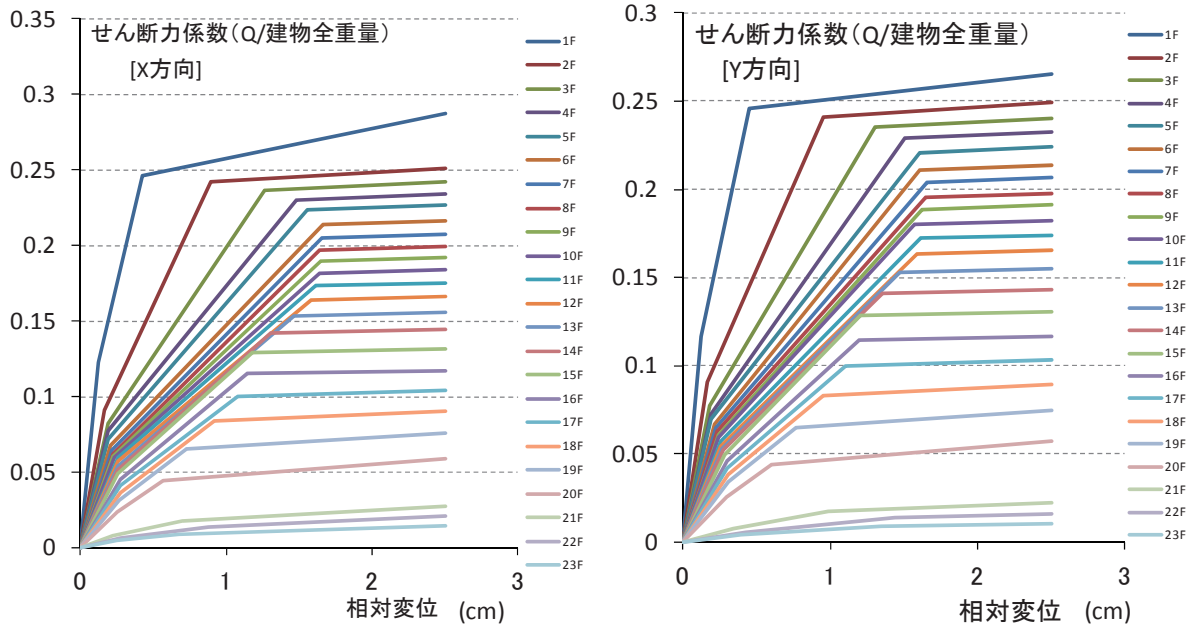 せん断力係数(Q/建物全重量)
[X方向]
0.35
0.3
0.25
0.2
0.15
0.1
0.05
0
0
1
2
3
相対変位 (cm)
1F
2F
3F
4F
5F
6F
7F
8F
9F
10F
11F
12F
13F
14F
15F
16F
17F
18F
19F
20F
21F
22F
23F
せん断力係数(Q/建物全重量)
[Y方向]
0.3
0.25
0.2
0.15
0.1
0.05
0
0
1
2
3
相対変位 (cm)
1F
2F
3F
4F
5F
6F
7F
8F
9F
10F
11F
12F
13F
14F
15F
16F
17F
18F
19F
20F
21F
22F
23F